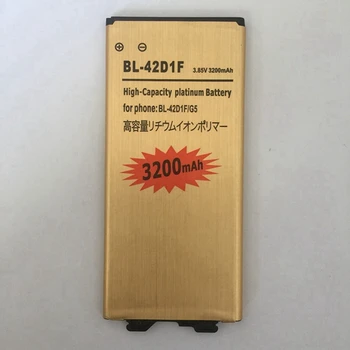 BL-42D1F 3.85V 3200mAh
High-Capacity platinum Battery
for phone: BL-42D1F/G5
高容量リチウムイオンポリマー
3200mAh